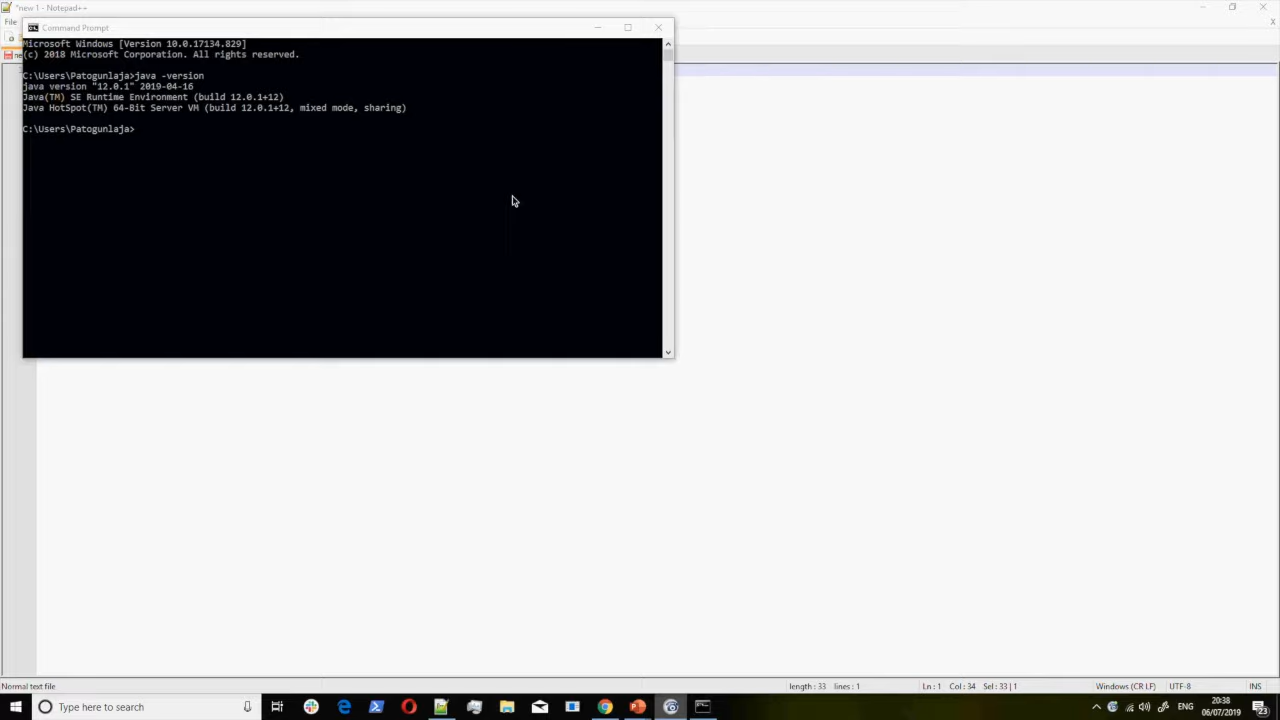 *new 1 - Notepad++
File
Command Prompt
Microsoft Windows [Version 10.0.17134.829]
(c) 2018 Microsoft Corporation. All rights reserved.
C:\Users\Patogunlaja>java -version
java version "12.0.1" 2019-04-16
Java(TM) SE Runtime Environment (build 12.0.1+12)
Java HotSpot(TM) 64-Bit Server VM (build 12.0.1+12, mixed mode, sharing)
C:\Users\Patogunlaja>
Normal text file
length : 33 lines : 1
Ln : 1 Col : 34 Sel : 33 | 1
Windows (CR LF)
UTF-8
INS
Type here to search
ENG
20:38
06/07/2019
23